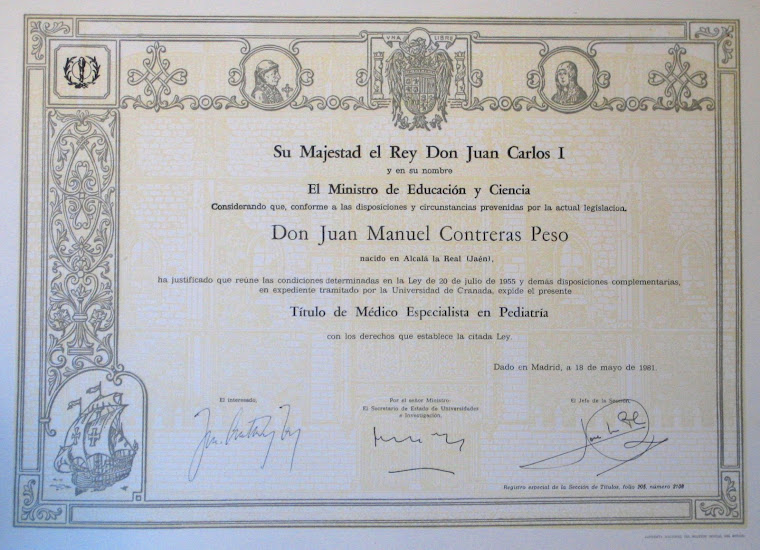 UNA LIBRE
Su Majestad el Rey Don Juan Carlos I
y en su nombre
El Ministro de Educación y Ciencia
Considerando que, conforme a las disposiciones y circunstancias prevenidas por la actual legislacion,
Don Juan Manuel Contreras Peso
nacido en Alcalá la Real (Jaén),
ha justificado que reúne las condiciones determinadas en la Ley de 20 de julio de 1955 y demás disposiciones complementarias,
en expediente tramitado por la Universidad de Granada, expide el presente
Título de Médico Especialista en Pediatría
con los derechos que establece la citada Ley.
Dado en Madrid, a 18 de mayo de 1981.
El interesado,
Por el señor Ministro:
El Secretario de Estado de Universidades
e Investigación,
El Jefe de la Sección,
Registro especial de la Sección de Títulos, folio 205, número 2139